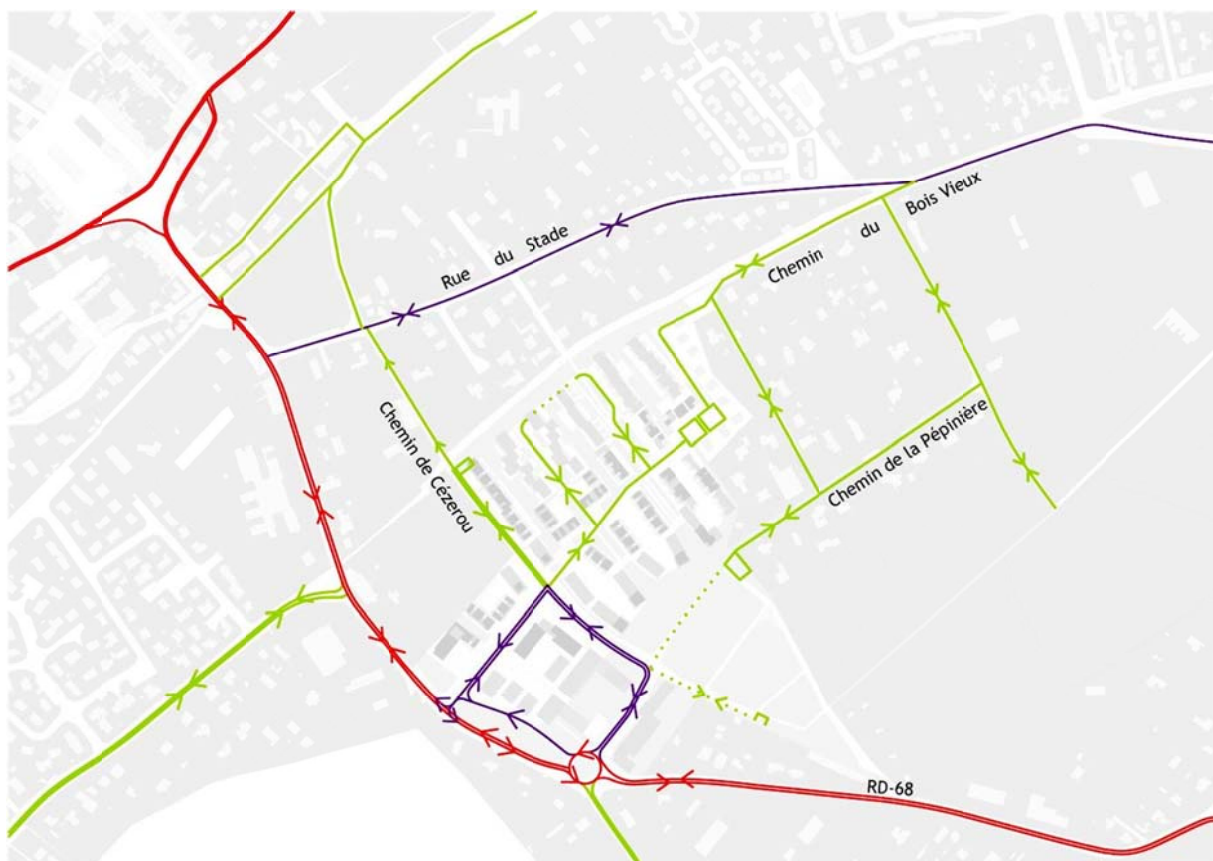 Rue du Stade
Chemin du Bois Vieux
Chemin de Cézerou
Chemin de la Pépinière
RD-68